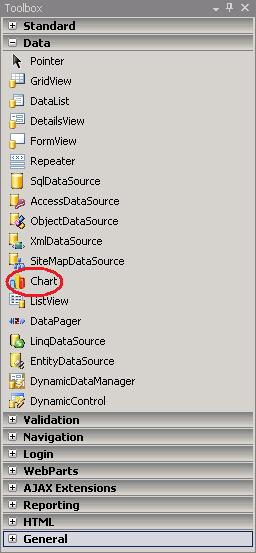 Toolbox
Standard
Data
Pointer
GridView
DataList
DetailsView
FormView
Repeater
SqlDataSource
AccessDataSource
ObjectDataSource
XmlDataSource
SiteMapDataSource
Chart
ListView
DataPager
LinqDataSource
EntityDataSource
DynamicDataManager
DynamicControl
Validation
Navigation
Login
WebParts
AJAX Extensions
Reporting
HTML
General